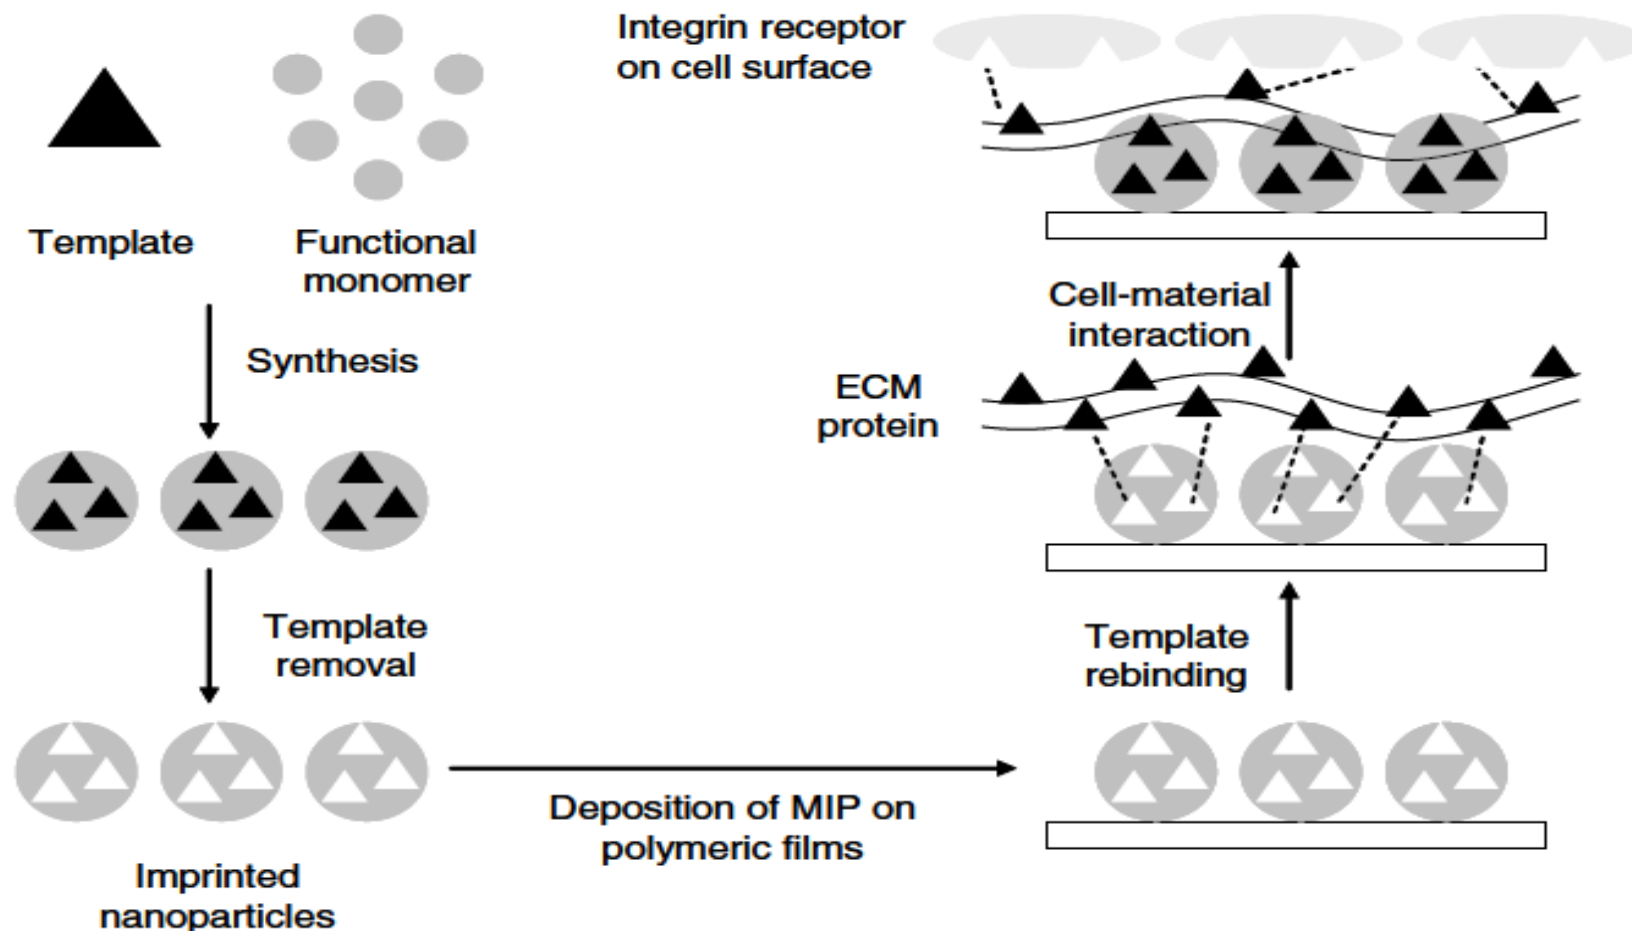 Template
Functional
monomer
Synthesis
Template
removal
Imprinted
nanoparticles
Deposition of MIP on
polymeric films
Template
rebinding
ECM
protein
Cell-material
interaction
Integrin receptor
on cell surface